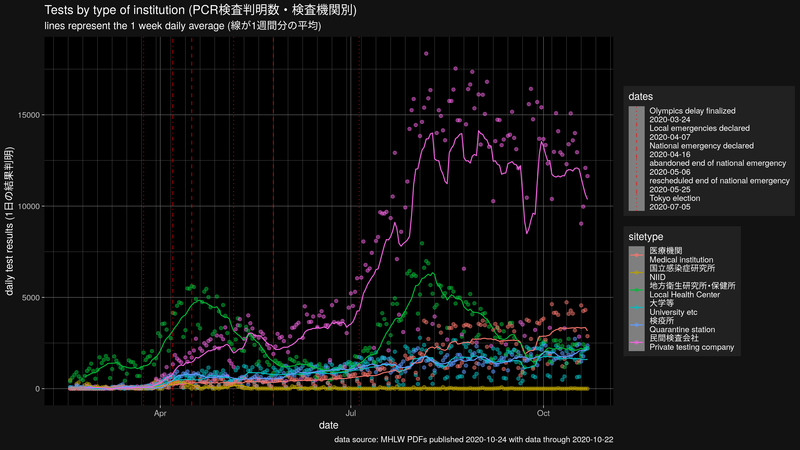 Tests by type of institution (PCR検査判明数・検査機関別)
lines represent the 1 week daily average (線が1週間分の平均)
daily test results (1日の結果判明)
15000
10000
5000
0
Apr
Jul
Oct
date
dates
Olympics delay finalized
2020-03-24
Local emergencies declared
2020-04-07
National emergency declared
2020-04-16
abandoned end of national emergency
2020-05-06
rescheduled end of national emergency
2020-05-25
Tokyo election
2020-07-05
sitetype
医療機関
Medical institution
国立感染症研究所
NIID
地方衛生研究所・保健所
Local Health Center
大学等
University etc
検疫所
Quarantine station
民間検査会社
Private testing company
data source: MHLW PDFs published 2020-10-24 with data through 2020-10-22